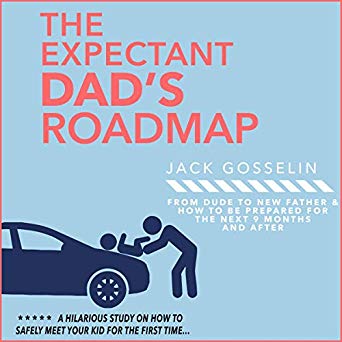 THE
EXPECTANT
DAD'S
ROADMAP
JACK GOSSELIN
FROM DUDE TO NEW FATHER &
HOW TO BE PREPARED FOR
THE NEXT 9 MONTHS
AND AFTER
***** A HILARIOUS STUDY ON HOW TO
SAFELY MEET YOUR KID FOR THE FIRST TIME...